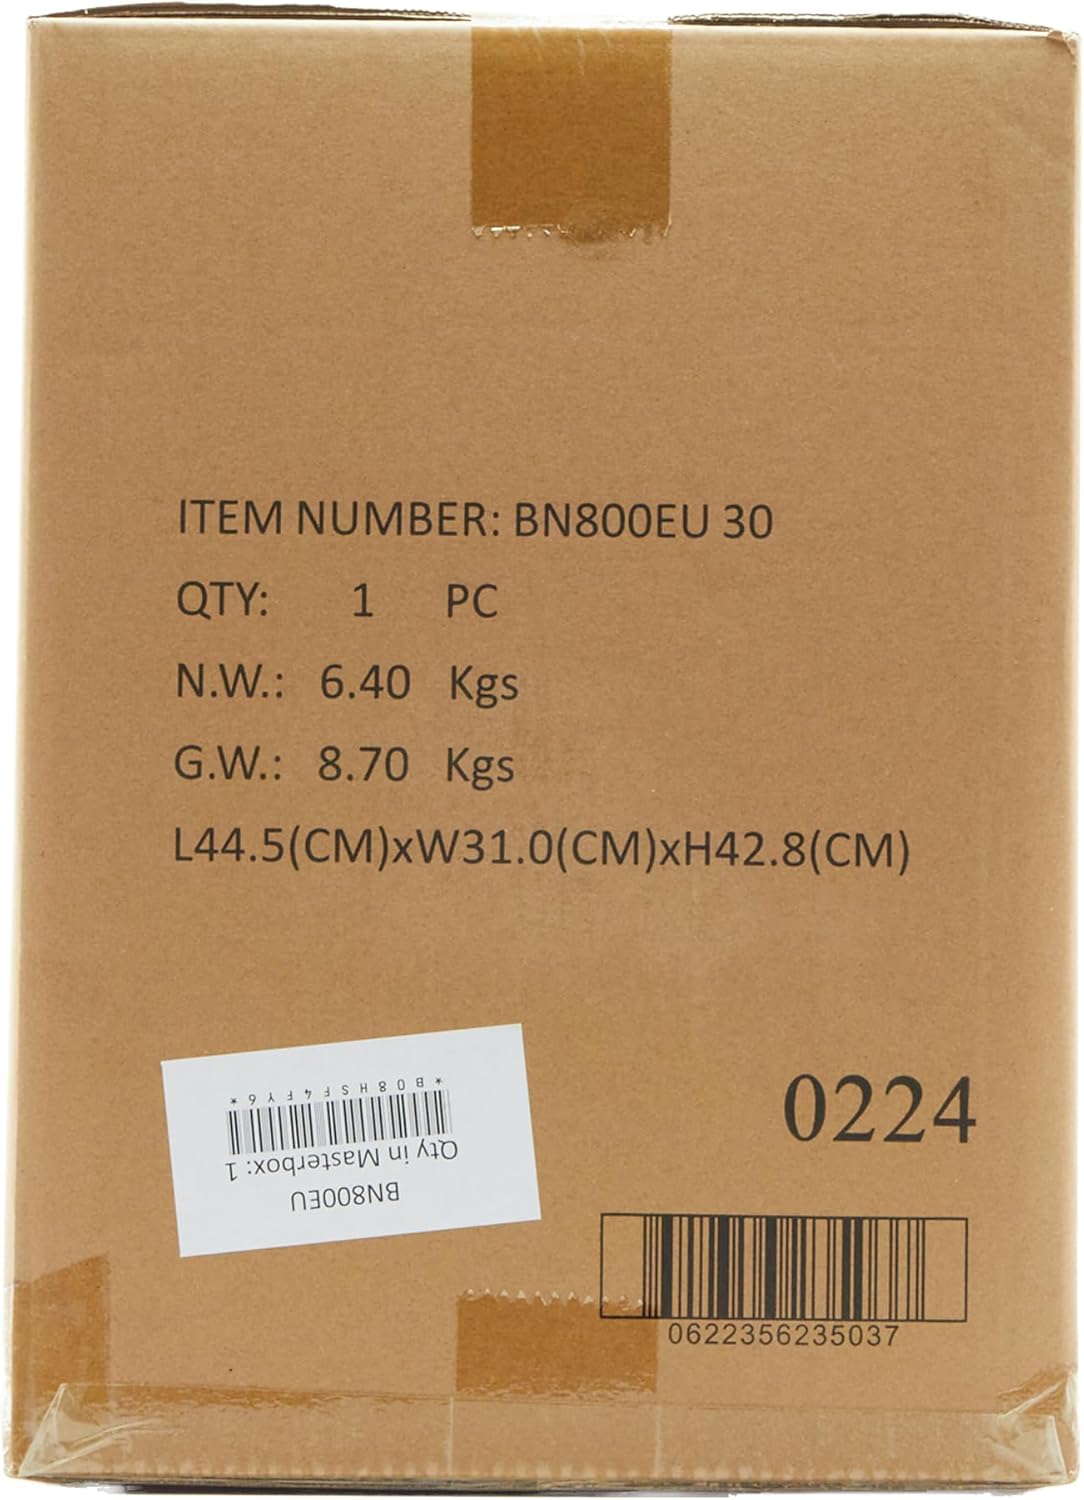 ITEM NUMBER: BN800EU 30
QTY: 1 PC
N.W.: 6.40 Kgs
G.W.: 8.70 Kgs
L44.5(CM)xW31.0(CM)xH42.8(CM)
BN800EU
Qty in Masterbox: 1
*B08HSF4FY6*
0224
0622356235037